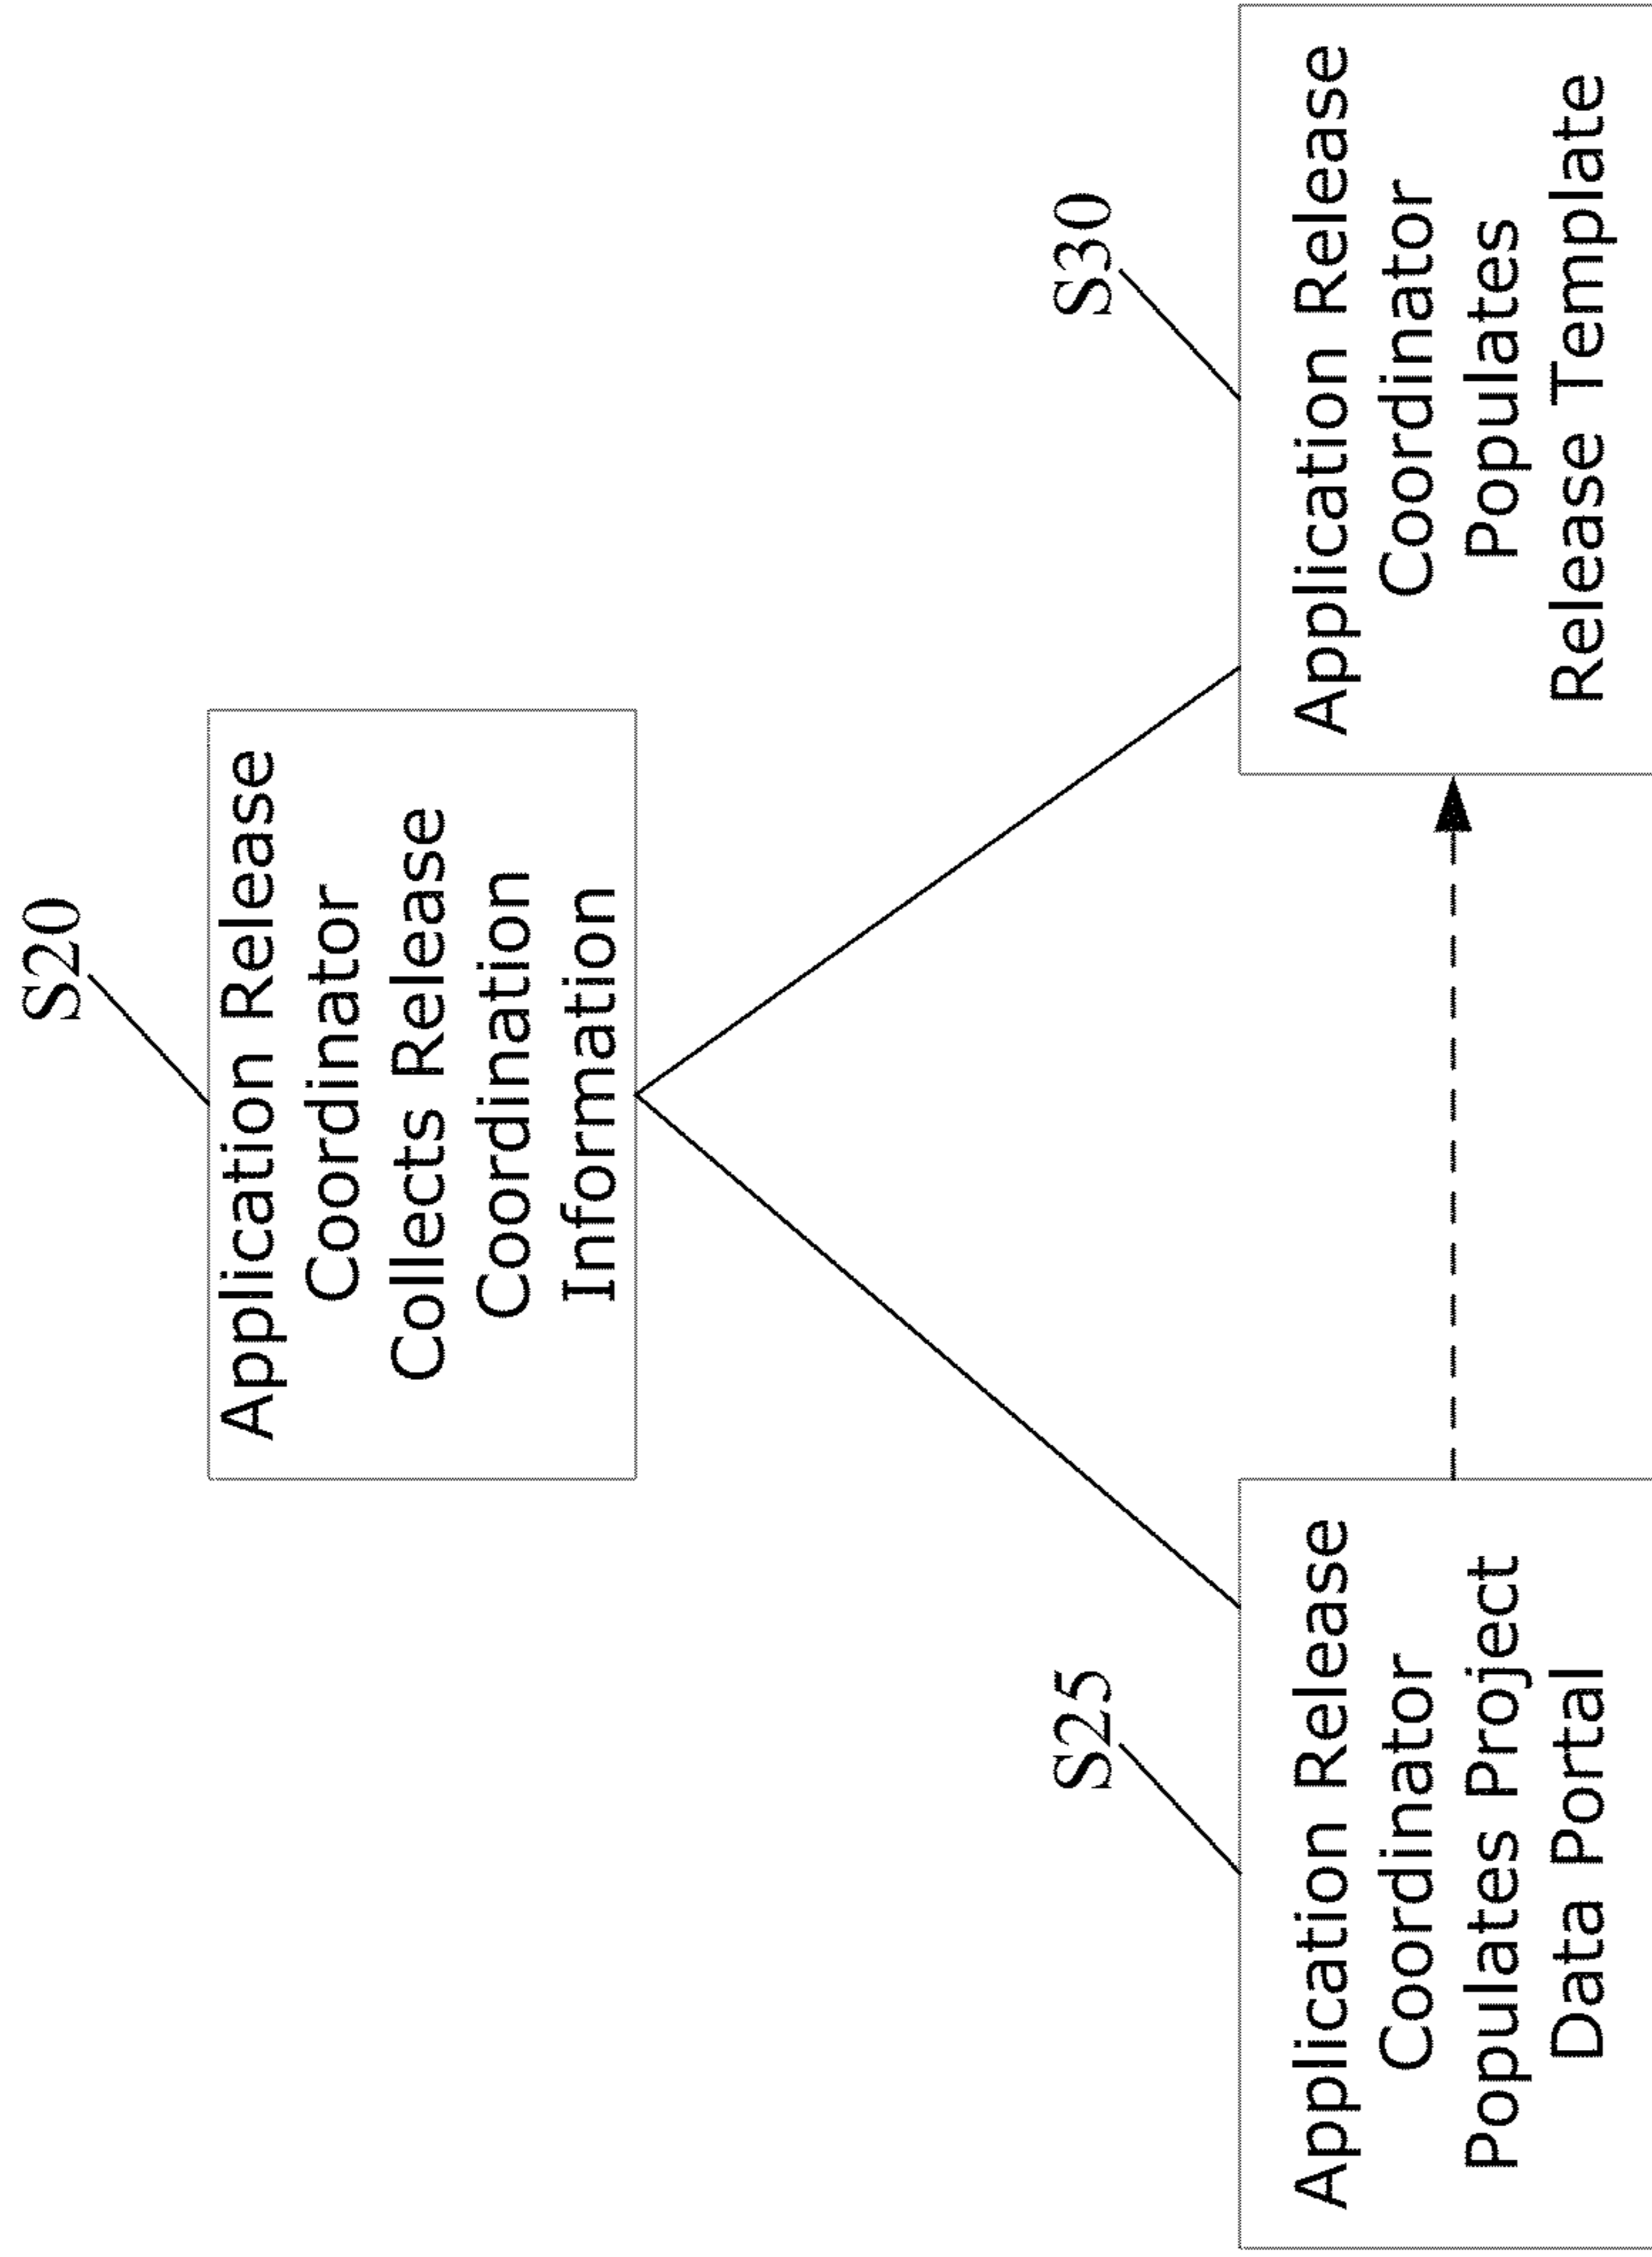 S20
Application Release
Coordinator
Collects Release
Coordination
Information
S25
Application Release
Coordinator
Populates Project
Data Portal
S30
Application Release
Coordinator
Populates
Release Template